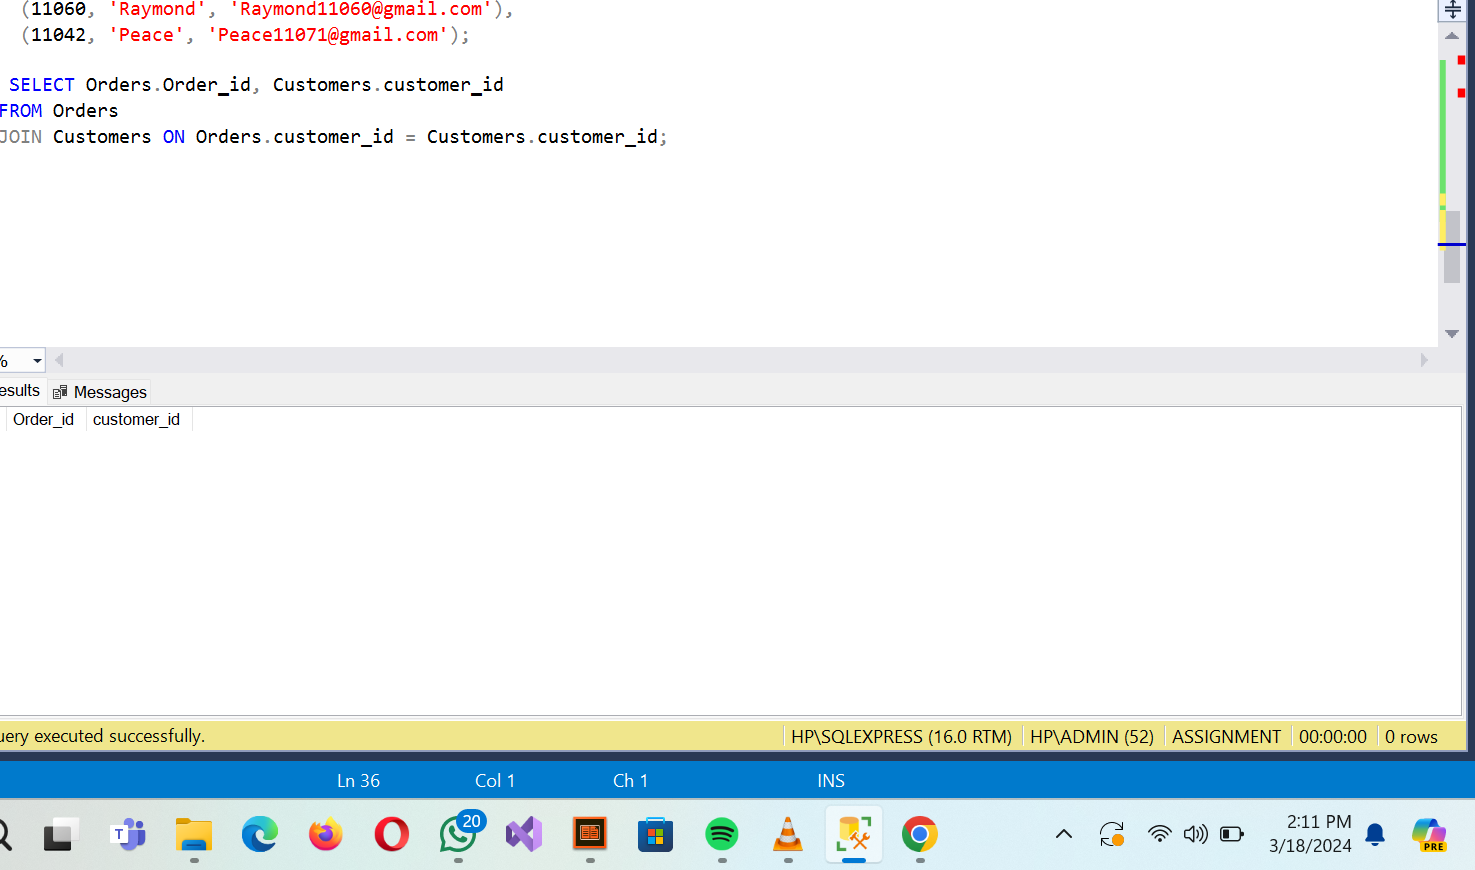 (11060, 'Raymond', 'Raymond11060@gmail.com'),
(11042, 'Peace', 'Peace11071@gmail.com');
SELECT Orders.Order_id, Customers.customer_id
FROM Orders
JOIN Customers ON Orders.customer_id = Customers.customer_id;
%
esults Messages
Order_id customer_id
uery executed successfully. HP\SQLEXPRESS (16.0 RTM) HP\ADMIN (52) ASSIGNMENT 00:00:00 0 rows
Ln 36 Col 1 Ch 1 INS
T 20 2:11 PM
3/18/2024 PRE